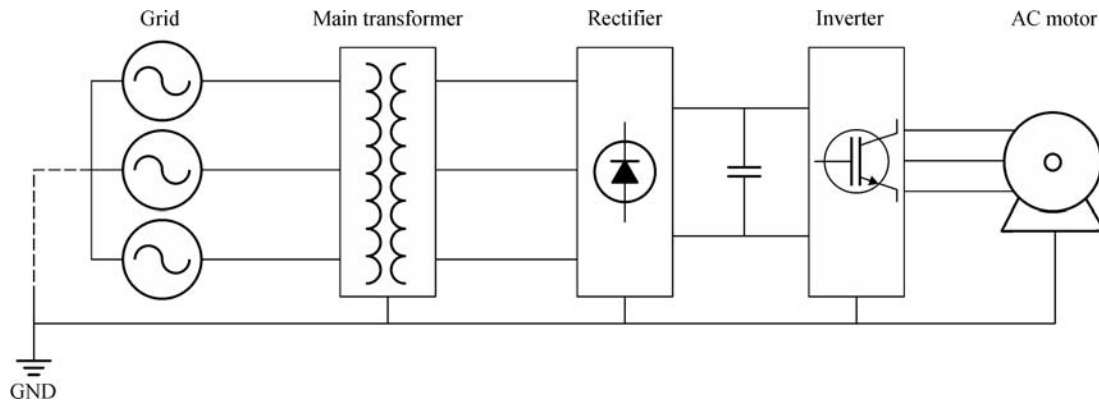 Grid
Main transformer
Rectifier
Inverter
AC motor
GND